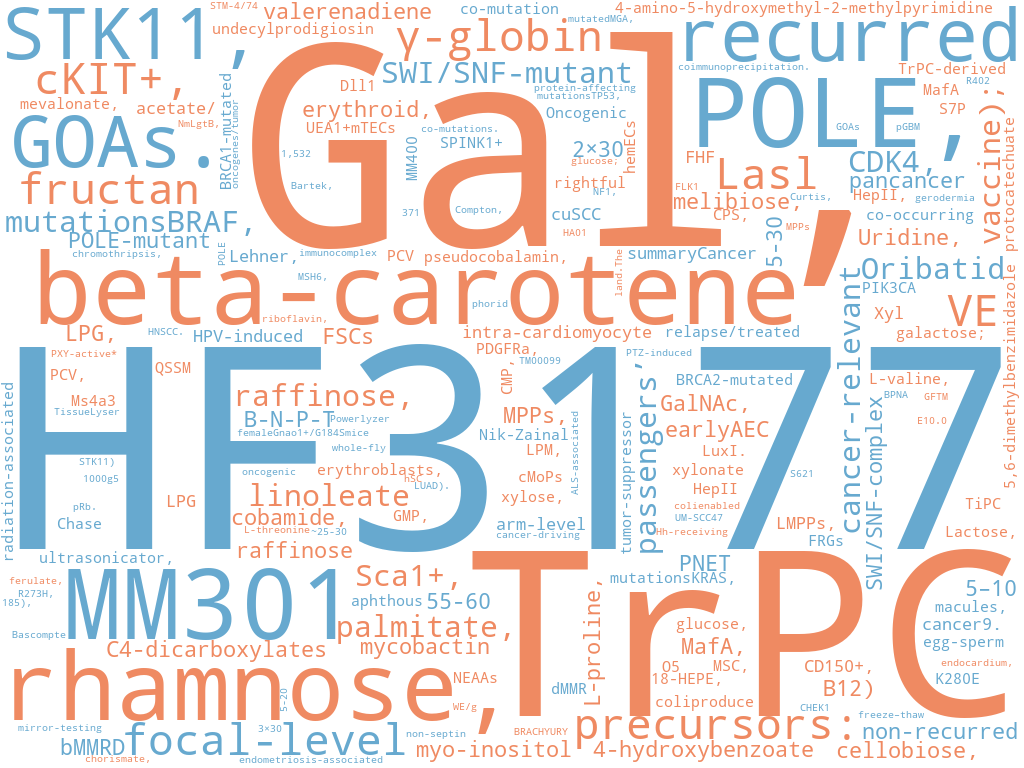 STM-4/74
co-mutation
4-amino-5-hydroxymethyl-2-methylpyrimidine
STK11,
valerenadiene
mutatedMGA,
undecylprodigiosin
γ-globin
recurred
Gal,
cKIT+,
SWI/SNF-mutant
coimmunoprecipitation.
TrPC-derived
Dll1
protein-affecting
R402
mevalonate,
acetate/
BRCA1-mutated
oncogenes/tumor
erythroid,
mutationsTP53,
Oncogenic
POLE,
MafA
S7P
vaccine);
protocatechuate
NmLgtB,
GOAs.
UEA1+mTECs
co-mutations.
SPINK1+
GOAs
pGBM
1,532
MM400
2×30
hemECs
glucose;
FHF
Lasl
CDK4,
fructan
Bartek,
rightful
NF1,
FLK1
pancancer
melibiose,
Curtis,
HepII,
gerodermia
mutationsBRAF,
371
Compton,
cuSCC
CPS,
co-occurring
POLE-mutant
HAO1
MPPs
5-30
Uridine,
chromothripsis,
POLE
Lehner,
immunocomplex
PCV
pseudocobalamin,
land.The
summaryCancer
Oribatid
beta-carotene,
MSH6,
PIK3CA
phorid
riboflavin,
cancer-relevant
Xyl
VE
LPG,
HNSCC.
HPV-induced
FSCs
intra-cardiomyocyte
relapse/treated
galactose;
HF3177
PXY-active*
QSSM
PDGFRa,
TM00099
PTZ-induced
PCV,
CMP,
passengers’
BRCA2-mutated
L-valine,
raffinose,
BPNA
GFTM
Ms4a3
TissueLyser
B-N-P-T
Powerlyzer
MPPs,
GalNAc,
SWI/SNF-complex
E10.0
radiation-associated
femaleGnao1+/G184Smice
Nik-Zainal
ALS-associated
tumor-suppressor
earlyAEC
whole-fly
LPM,
LuxI.
STK11)
oncogenic
erythroblasts,
hSC
cMoPs
xylonate
S621
1000g5
LUAD).
HepII
linoleate
xylose,
LPG
colienabled
TiPC
pRb.
Chase
cobamide,
GMP,
arm-level
UM-SCC47
LMPPs,
L-threonine
~25-30
cancer-driving
Hh-receiving
Lactose,
raffinose
FRGs
ultrasonicator,
PNET
TrPC
Sca1+,
mutationsKRAS,
ferulate,
MM301
5–10
R273H,
185),
aphthous
55-60
L-proline,
macules.
palmitate,
glucose,
cancer9.
Bascompte
mycobactin
MafA,
egg-sperm
C4-dicarboxylates
O5
MSC,
CD150+,
endocardium,
rhamnose,
NEAAs
18-HEPE,
K280E
dMMR
B12)
5-20
coliproduce
WE/g
CHEK1
precursors:
freeze-thaw
mirror-testing
3×30
focal-level
non-septin
BRACHYURY
non-recurred
bMMRD
chorismate,
endometriosis-associated
myo-inositol
4-hydroxybenzoate
cellobiose,